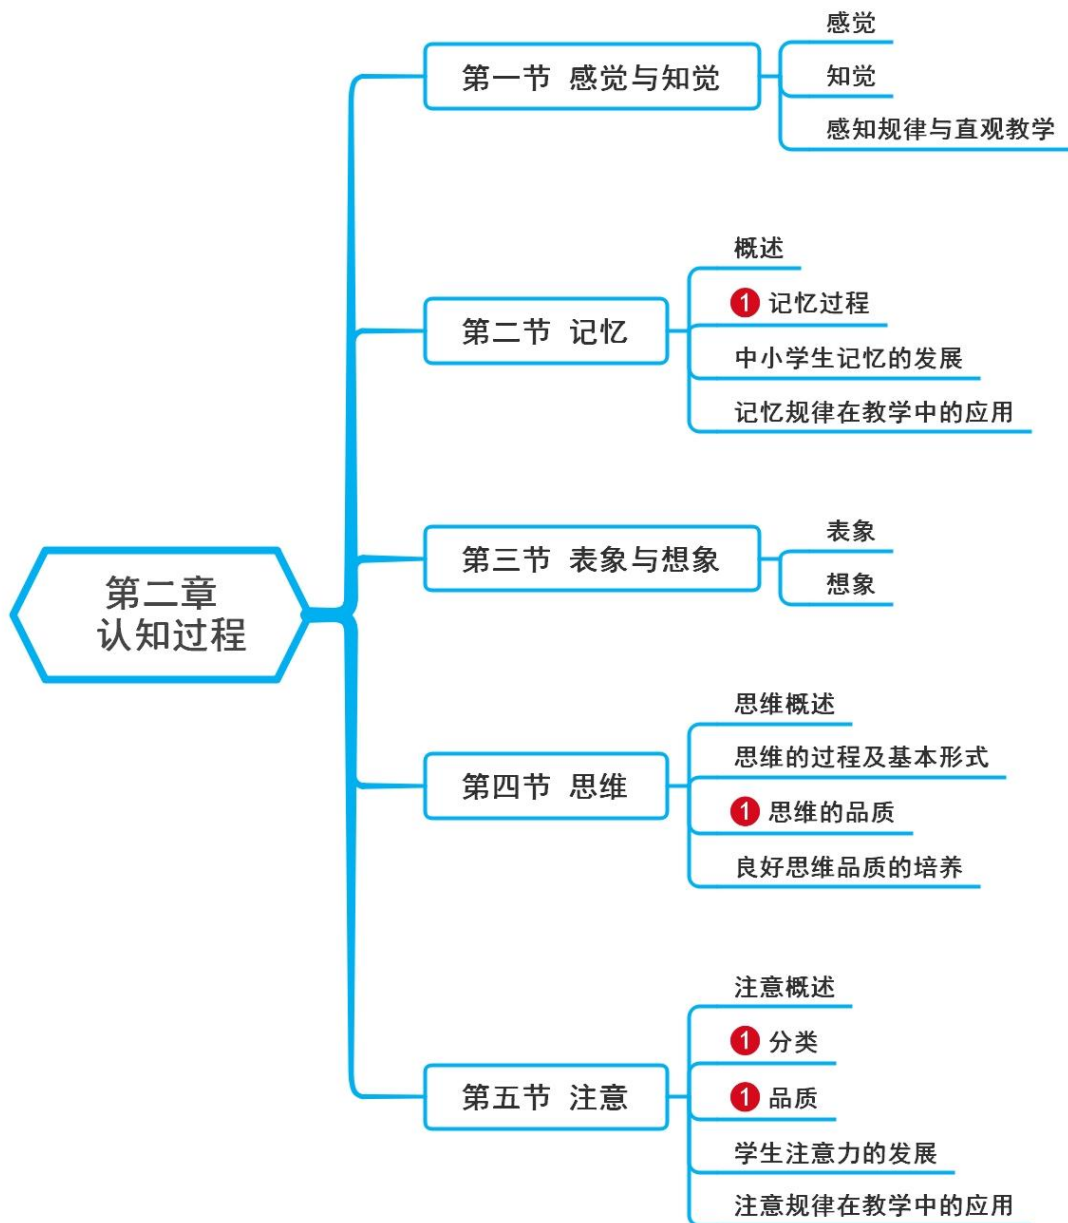 第二章
认知过程
第一节 感觉与知觉
感觉
知觉
感知规律与直观教学
第二节 记忆
概述
1 记忆过程
中小学生记忆的发展
记忆规律在教学中的应用
第三节 表象与想象
表象
想象
第四节 思维
思维概述
思维的过程及基本形式
1 思维的品质
良好思维品质的培养
第五节 注意
注意概述
1 分类
1 品质
学生注意力的发展
注意规律在教学中的应用